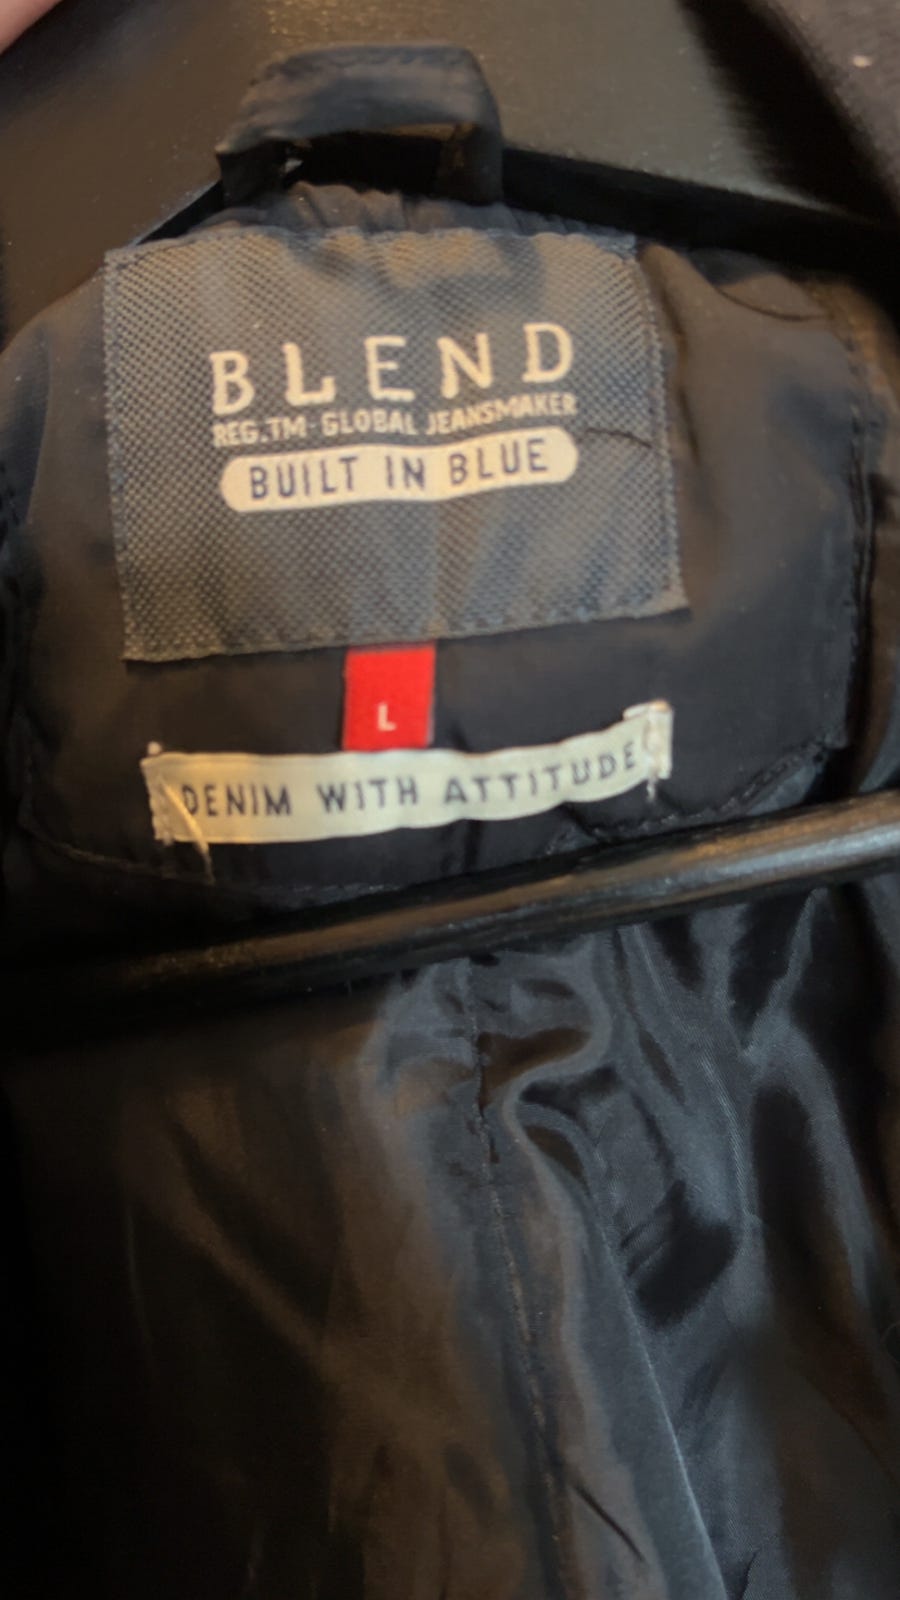 BLEND
REG.TM-GLOBAL JEANSMAKER
BUILT IN BLUE
L
DENIM WITH ATTITUDE